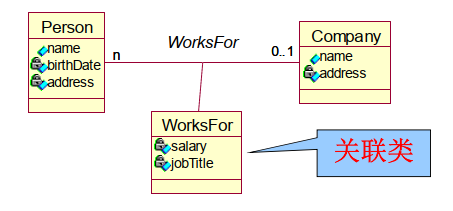 Person
name
birthDate
address
n
WorksFor
0..1
Company
name
address
WorksFor
salary
jobTitle
关联类